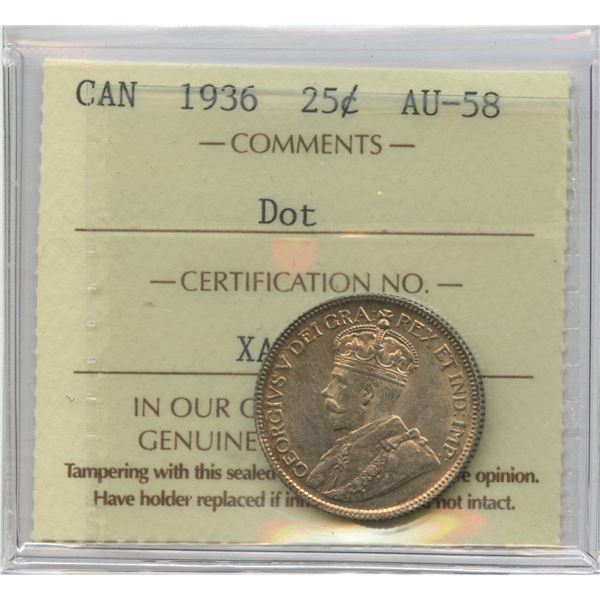 CAN 1936 25¢ AU-58
— COMMENTS —
Dot
— CERTIFICATION NO. —
XA
IN OUR
GENUINE
Tampering with this sealed opinion.
Have holder replaced if not intact.
GEORGIVS V DEI GRA: REX ET IND: IMP: